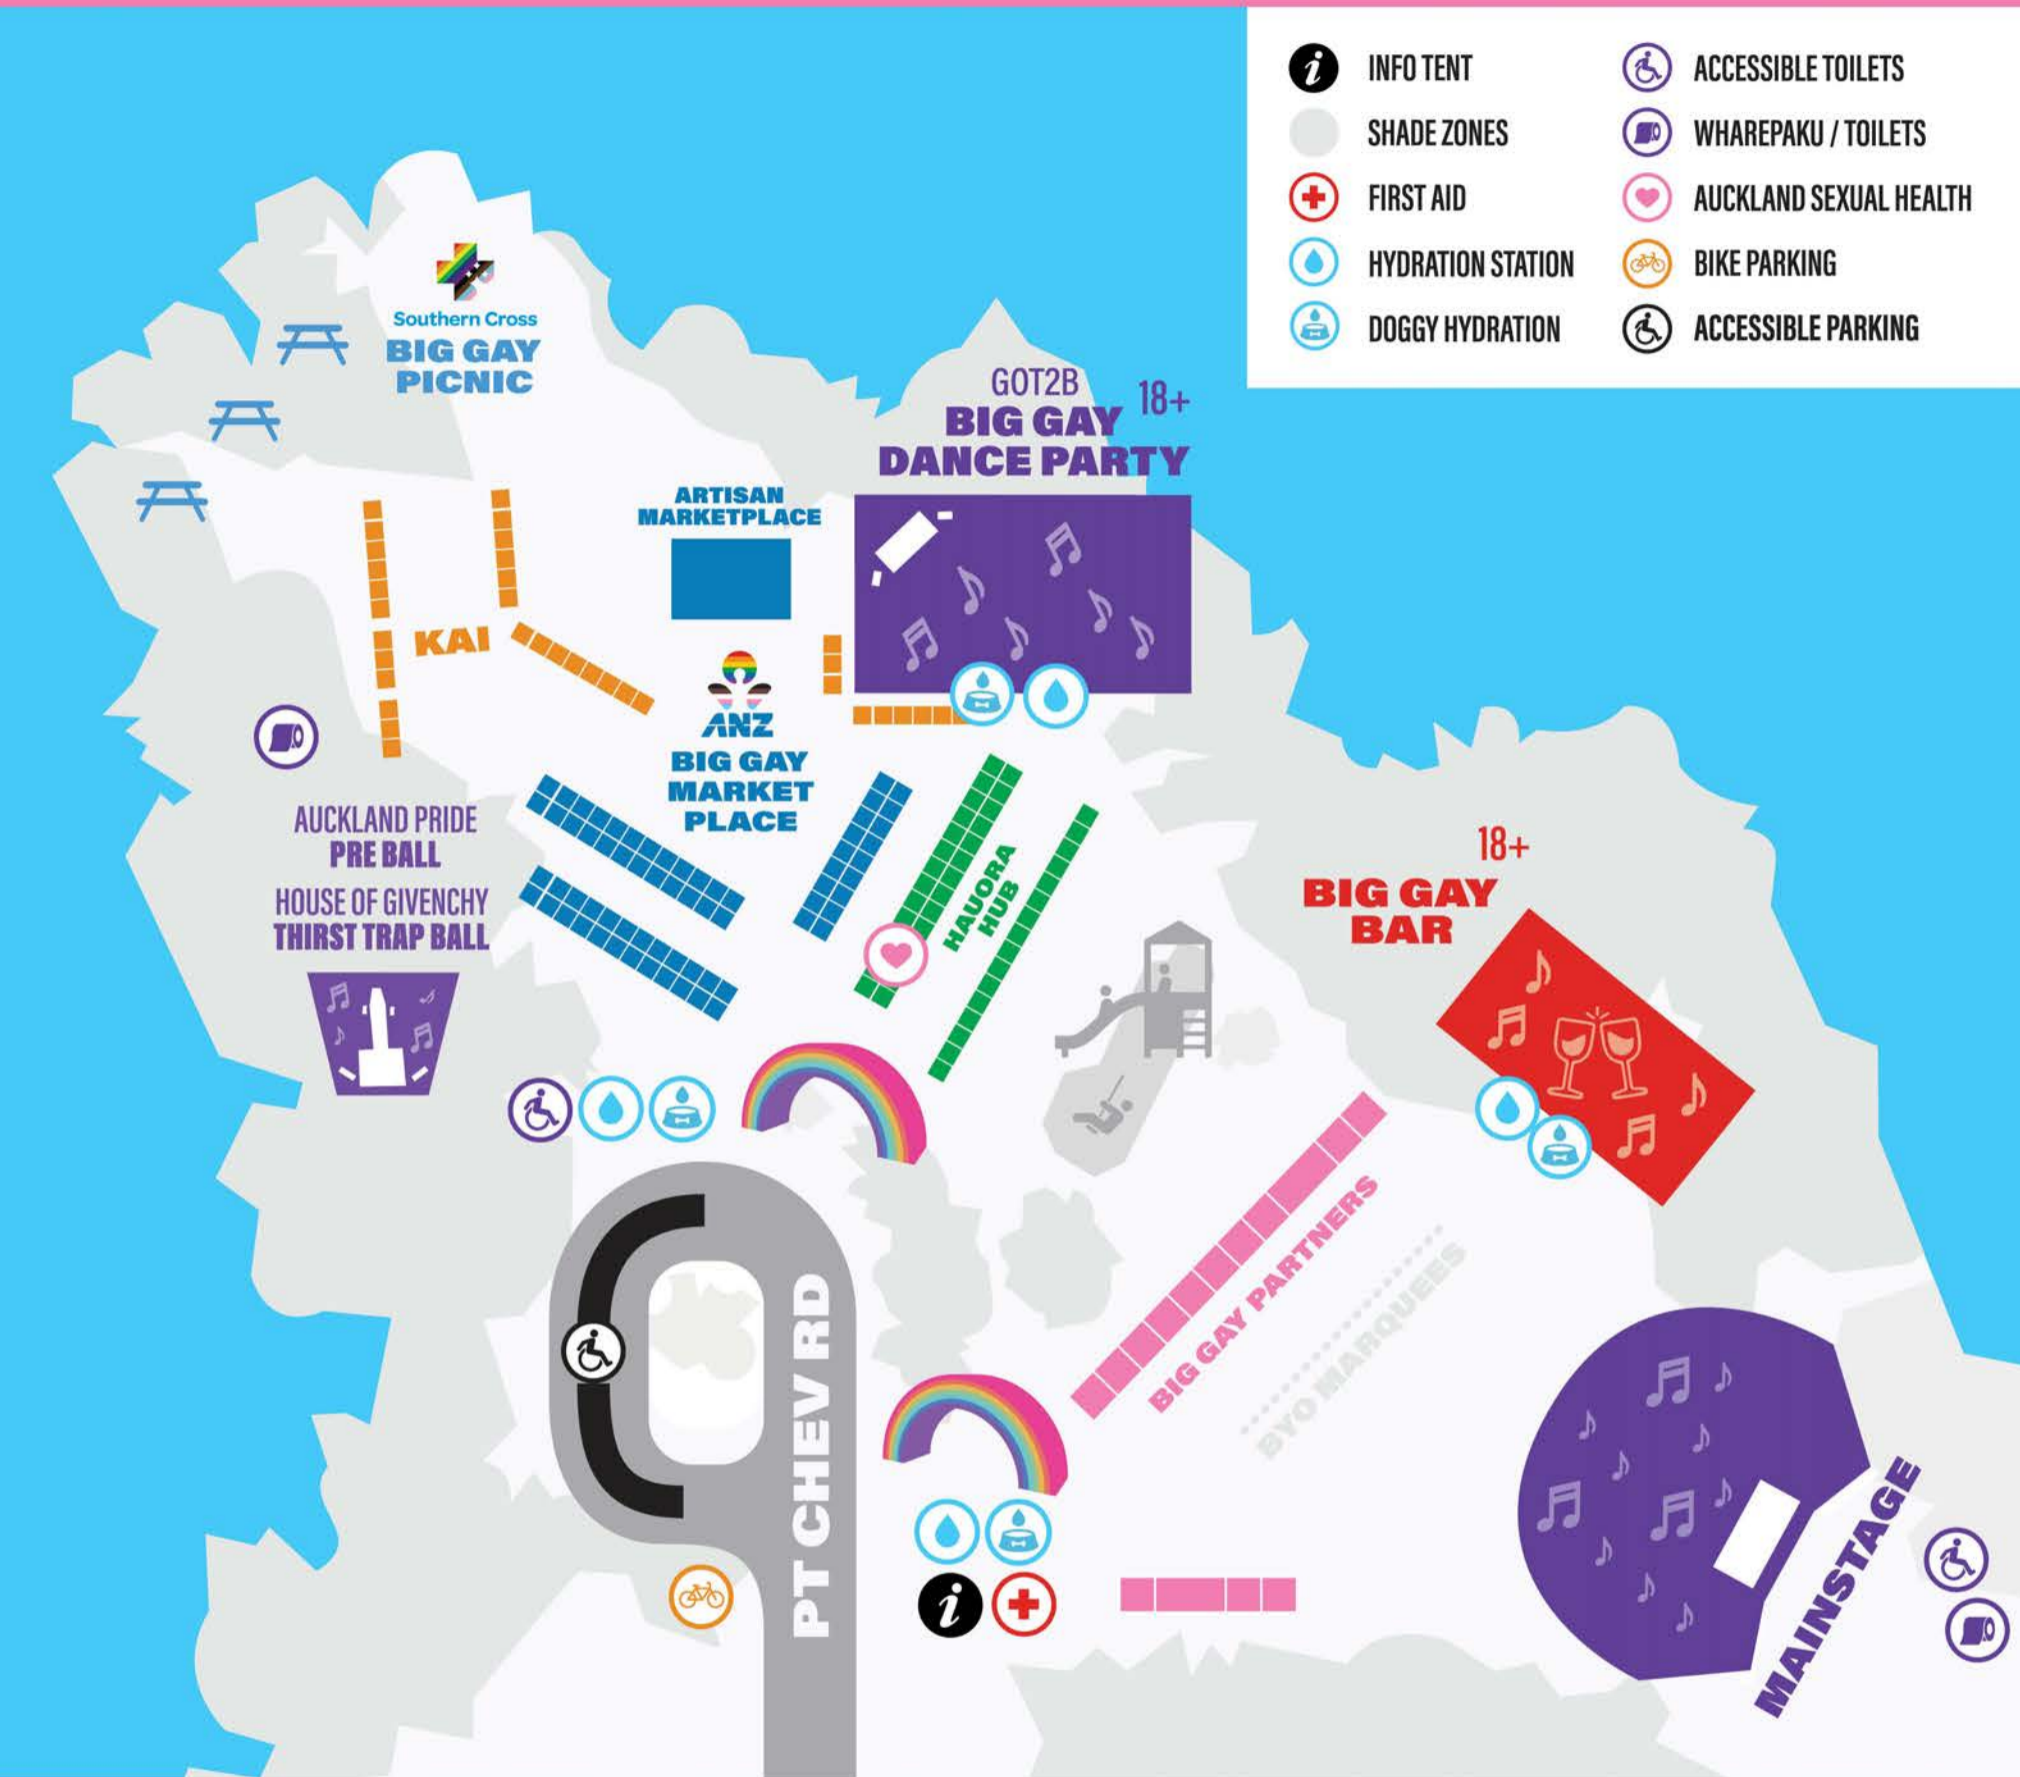 INFO TENT
SHADE ZONES
FIRST AID
HYDRATION STATION
DOGGY HYDRATION
ACCESSIBLE TOILETS
WHAREPAKU / TOILETS
AUCKLAND SEXUAL HEALTH
BIKE PARKING
ACCESSIBLE PARKING
Southern Cross
BIG GAY
PICNIC
GOT2B
18+
BIG GAY
DANCE PARTY
ARTISAN
MARKETPLACE
KAI
ANZ
BIG GAY
MARKET
PLACE
AUCKLAND PRIDE
PRE BALL
HOUSE OF GIVENCHY
THIRST TRAP BALL
HAUORA
HUB
18+
BIG GAY
BAR
BIG GAY PARTNERS
BYO MARQUEES
PT CHEV RD
MAINSTAGE